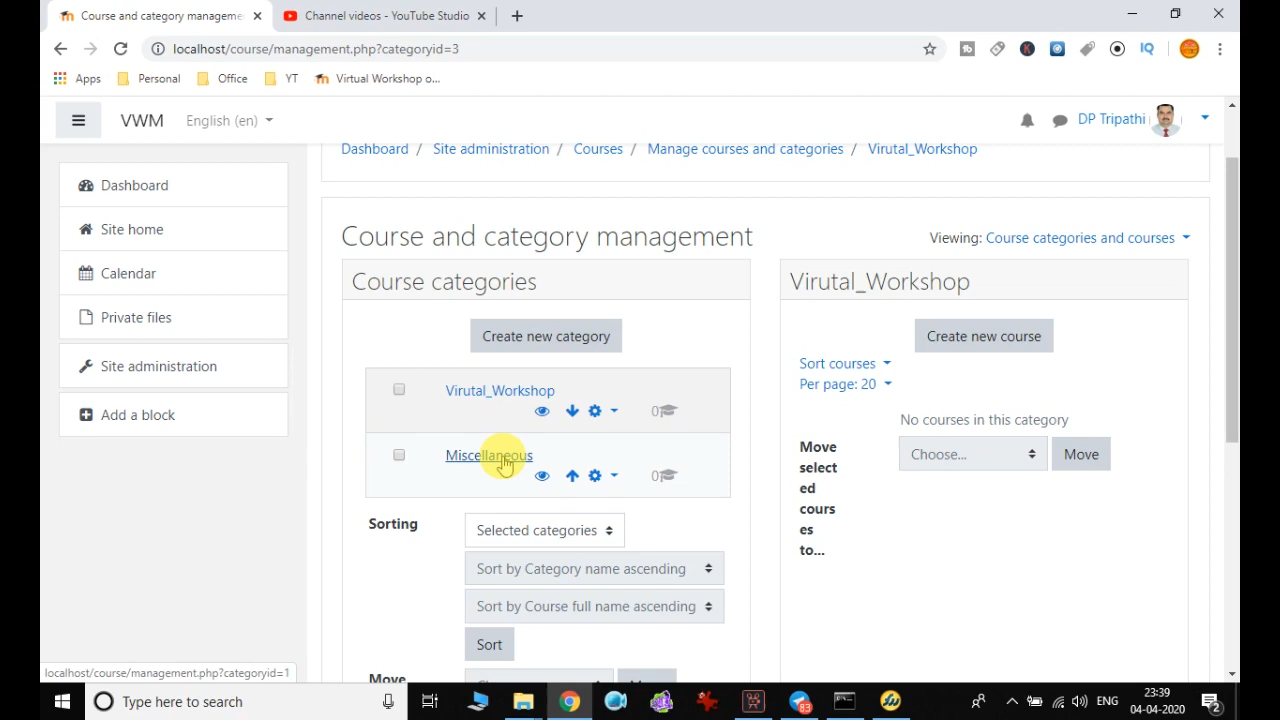 Course and category manageme
Channel videos - YouTube Studio
localhost/course/management.php?categoryid=3
Apps
Personal
Office
YT
Virtual Workshop o...
VWM
English (en)
DP Tripathi
Dashboard / Site administration / Courses / Manage courses and categories / Virutal_Workshop
Dashboard
Site home
Calendar
Private files
Site administration
Add a block
Course and category management
Viewing: Course categories and courses
Course categories
Create new category
Virutal_Workshop
0
Miscellaneous
0
Sorting
Selected categories
Sort by Category name ascending
Sort by Course full name ascending
Sort
Move
Virutal_Workshop
Create new course
Sort courses
Per page: 20
No courses in this category
Move
select
ed
cours
es
to...
Choose...
Move
localhost/course/management.php?categoryid=1
Type here to search
83
ENG
23:39
04-04-2020
2